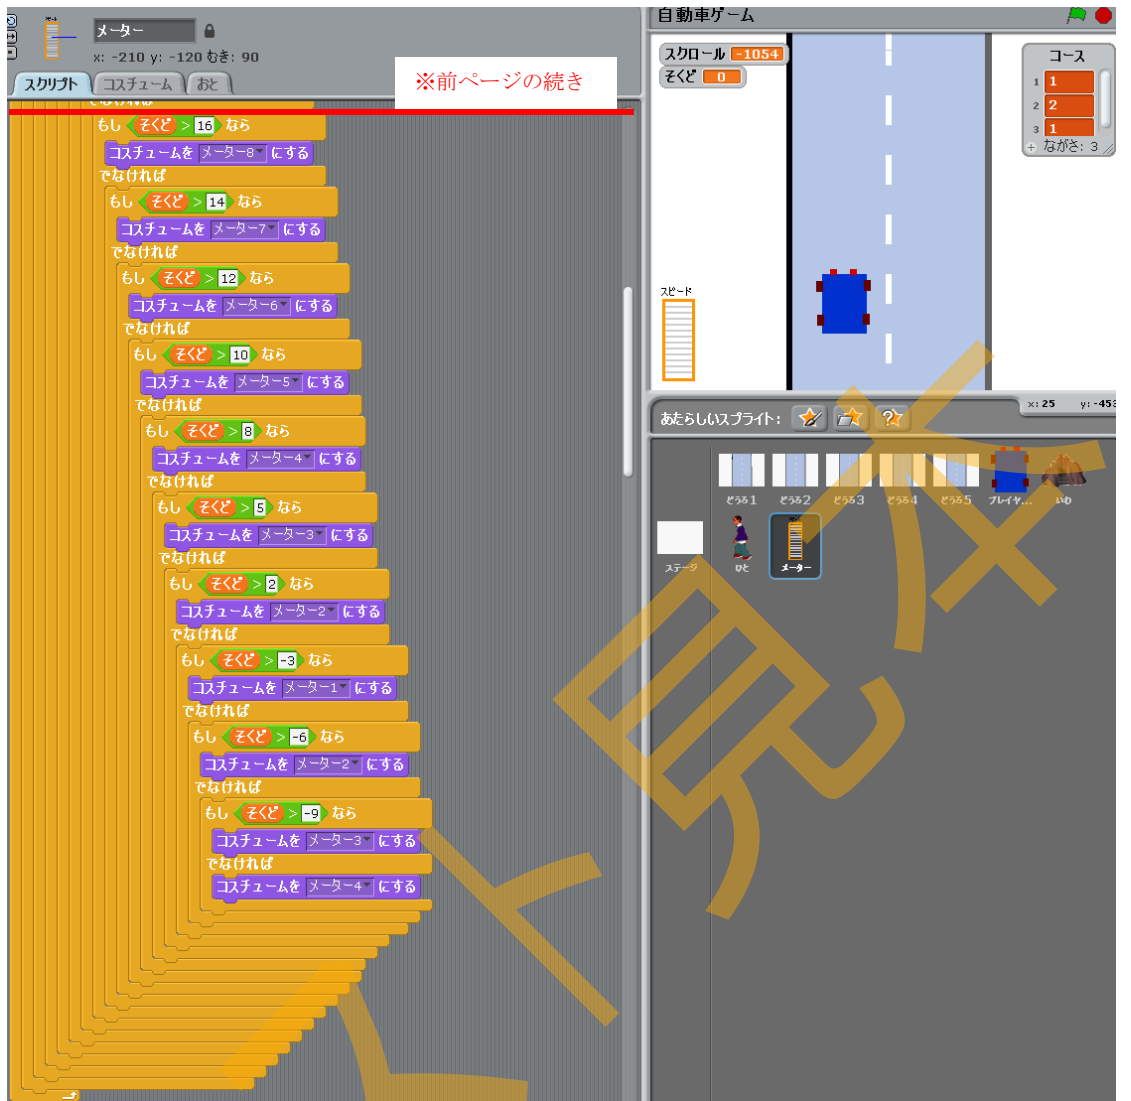 メーター
x: -210 y: -120 むき: 90
スクリプト コスチューム おと
※前ページの続き
でなければ
もし そくど > 16 なら
コスチュームを メーター8 にする
でなければ
もし そくど > 14 なら
コスチュームを メーター7 にする
でなければ
もし そくど > 12 なら
コスチュームを メーター6 にする
でなければ
もし そくど > 10 なら
コスチュームを メーター5 にする
でなければ
もし そくど > 8 なら
コスチュームを メーター4 にする
でなければ
もし そくど > 5 なら
コスチュームを メーター3 にする
でなければ
もし そくど > 2 なら
コスチュームを メーター2 にする
でなければ
もし そくど > -3 なら
コスチュームを メーター1 にする
でなければ
もし そくど > -6 なら
コスチュームを メーター2 にする
でなければ
もし そくど > -9 なら
コスチュームを メーター3 にする
でなければ
コスチュームを メーター4 にする
自動車ゲーム
スクロール -1054
そくど 0
コース
1 1
2 2
3 1
+ ながさ: 3
スピード
x: 25 y: -453
あたらしいスプライト:
どうろ1 どうろ2 どうろ3 どうろ4 どうろ5 プレイヤ... いわ
ステージ ひと メーター
見本